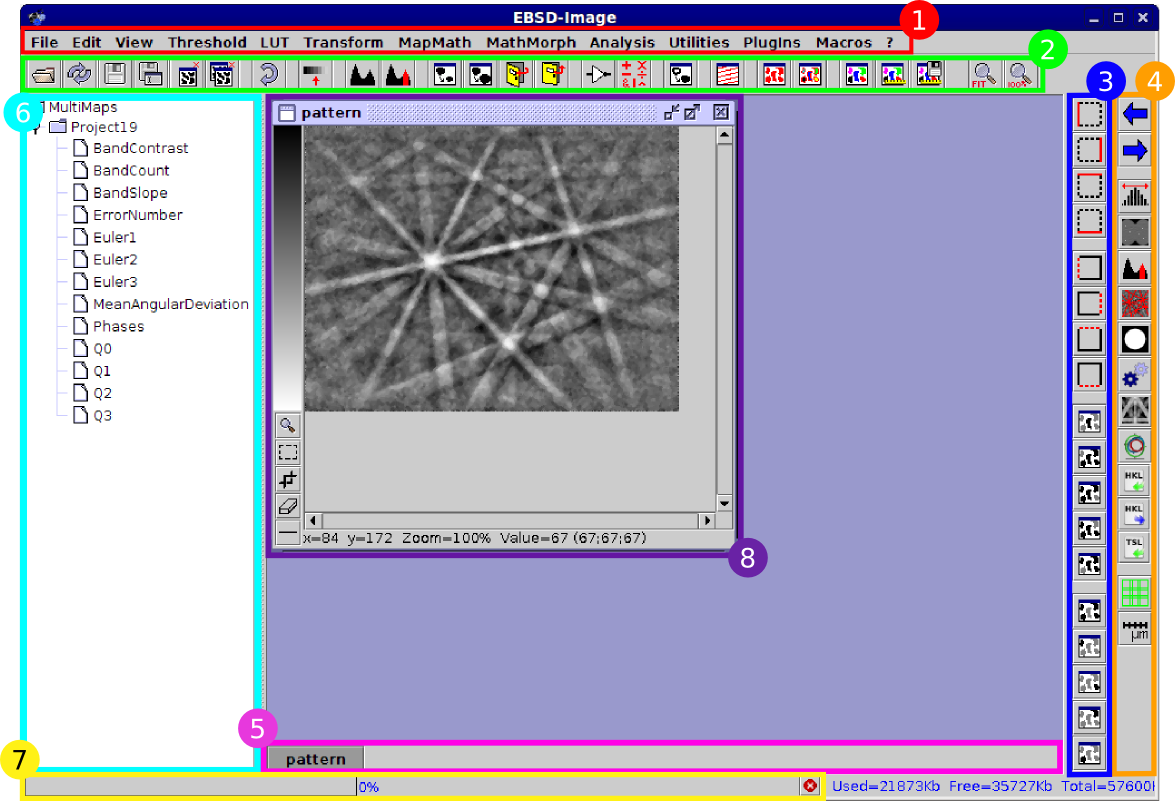 EBSD-Image
1
File Edit View Threshold LUT Transform MapMath MathMorph Analysis Utilities PlugIns Macros ?
2
FIT 100%
6
MultiMaps
3
4
Project19
BandContrast
BandCount
BandSlope
ErrorNumber
Euler1
Euler2
Euler3
MeanAngularDeviation
Phases
Q0
Q1
Q2
Q3
pattern
x=84 y=172 Zoom=100% Value=67 (67;67;67)
8
HKL
HKL
TSL
µm
5
pattern
7
0%
Used=21873Kb Free=35727Kb Total=57600